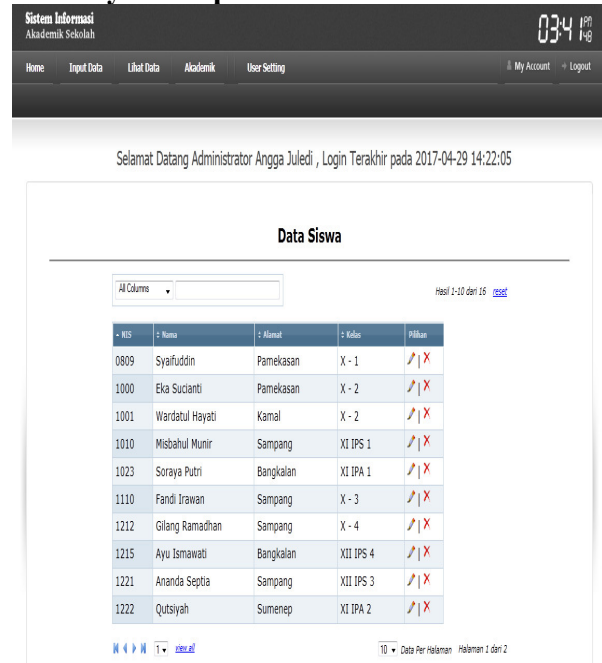 Sistem Informasi
Akademik Sekolah
03:41 PM 48
Home Input Data Lihat Data Akademik User Setting My Account Logout
Selamat Datang Administrator Angga Juledi , Login Terakhir pada 2017-04-29 14:22:05
Data Siswa
All Columns Hasil 1-10 dari 16 reset
NIS Nama Alamat Kelas Pilihan
0809 Syaifuddin Pamekasan X - 1 |
1000 Eka Sucianti Pamekasan X - 2 |
1001 Wardatul Hayati Kamal X - 2 |
1010 Misbahul Munir Sampang XI IPS 1 |
1023 Soraya Putri Bangkalan XI IPA 1 |
1110 Fandi Irawan Sampang X - 3 |
1212 Gilang Ramadhan Sampang X - 4 |
1215 Ayu Ismawati Bangkalan XII IPS 4 |
1221 Ananda Septia Sampang XII IPS 3 |
1222 Qutsiyah Sumenep XI IPA 2 |
1 view all 10 Data Per Halaman Halaman 1 dari 2